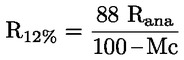 R12% = 88 Rana / 100−Mc